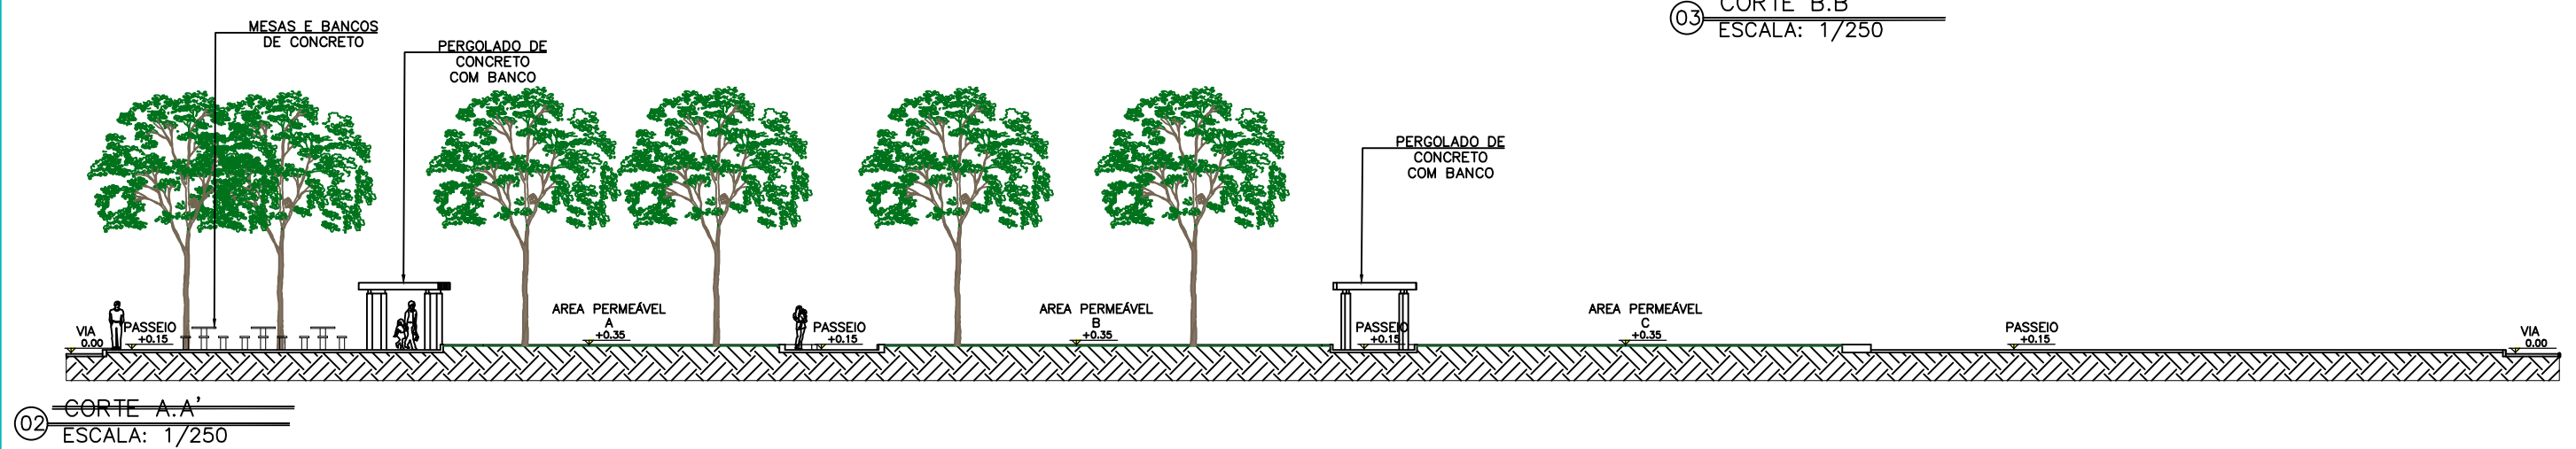 CORTE B.B
03
ESCALA: 1/250
MESAS E BANCOS
DE CONCRETO
PERGOLADO DE
CONCRETO
COM BANCO
PERGOLADO DE
CONCRETO
COM BANCO
VIA
0.00
PASSEIO
+0.15
AREA PERMEÁVEL
A
+0.35
PASSEIO
+0.15
AREA PERMEÁVEL
B
+0.35
PASSEIO
+0.15
AREA PERMEÁVEL
C
+0.35
PASSEIO
+0.15
VIA
0.00
02
CORTE A.A'
ESCALA: 1/250